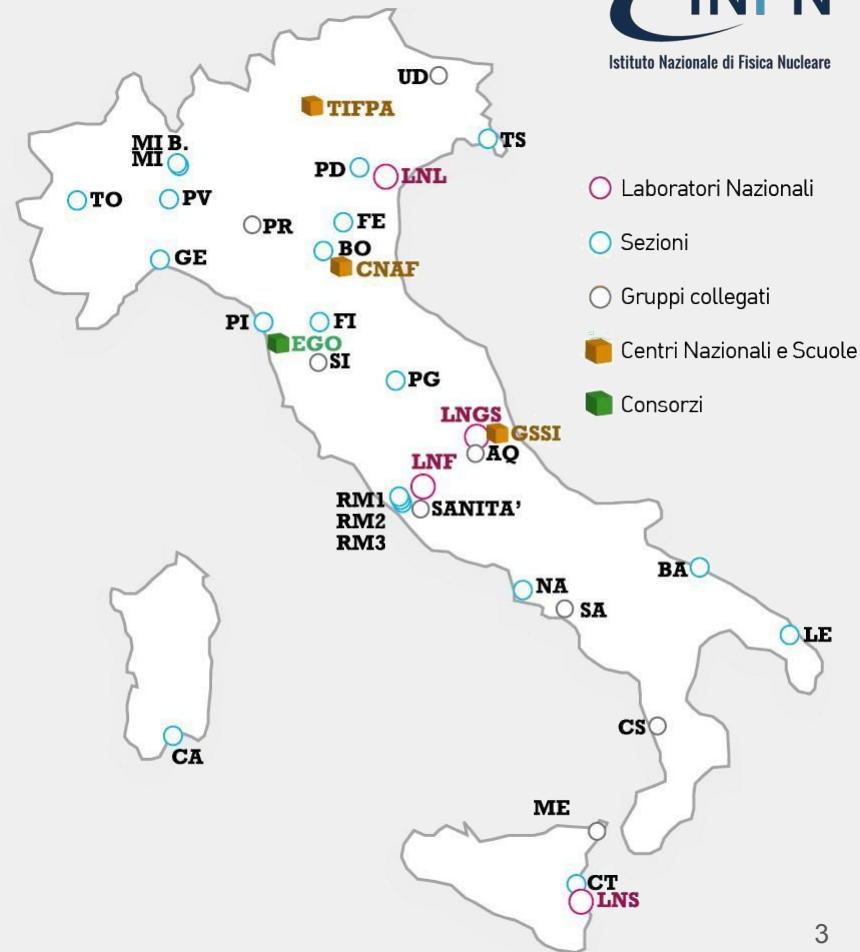 INFN
Istituto Nazionale di Fisica Nucleare
UD
TIFPA
TS
MI B.
MI
PD
LNL
TO
PV
PR
FE
BO
CNAF
GE
PI
FI
EGO
SI
PG
LNGS
GSSI
AQ
LNF
RM1
SANITA’
RM2
RM3
NA
SA
BA
LE
CS
CA
ME
CT
LNS
Laboratori Nazionali
Sezioni
Gruppi collegati
Centri Nazionali e Scuole
Consorzi
3